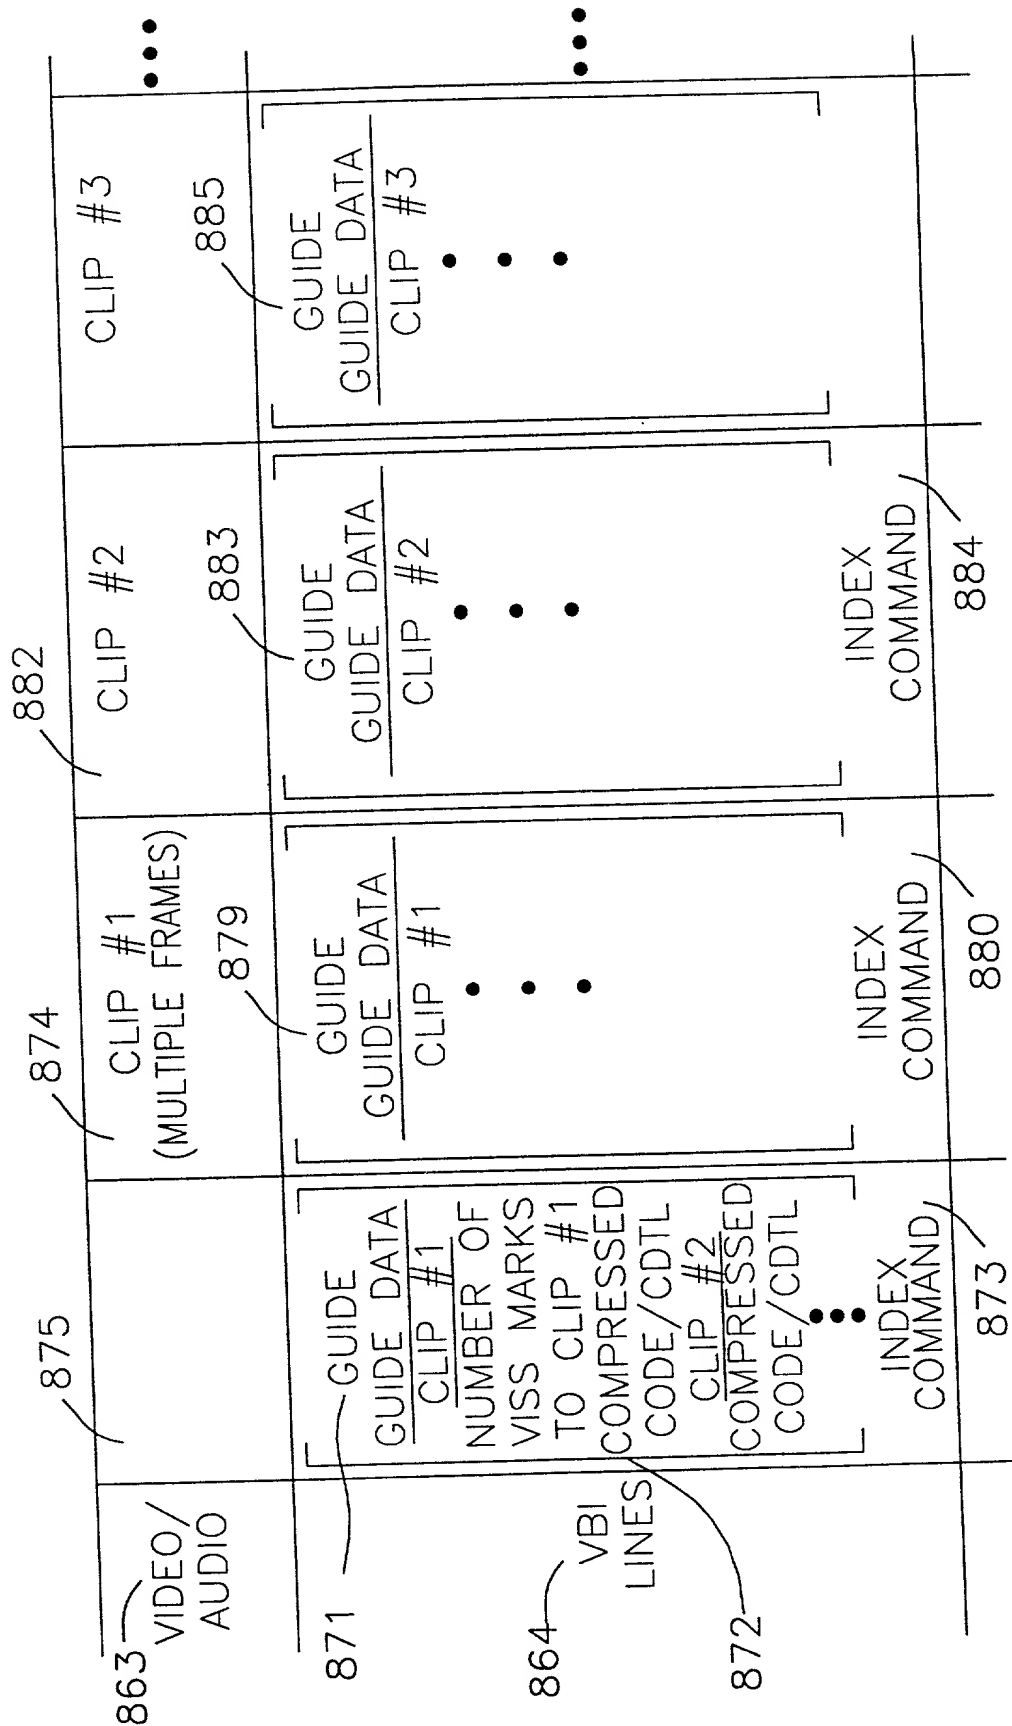 863
VIDEO/
AUDIO
875
874
CLIP #1
(MULTIPLE FRAMES)
882
CLIP #2
CLIP #3
864
VBI
LINES
871
GUIDE
GUIDE DATA
CLIP #1
NUMBER OF
VISS MARKS
TO CLIP #1
COMPRESSED
CODE/CDTL
CLIP #2
COMPRESSED
CODE/CDTL
872
INDEX
COMMAND
873
879
GUIDE
GUIDE DATA
CLIP #1
INDEX
COMMAND
880
883
GUIDE
GUIDE DATA
CLIP #2
INDEX
COMMAND
884
885
GUIDE
GUIDE DATA
CLIP #3